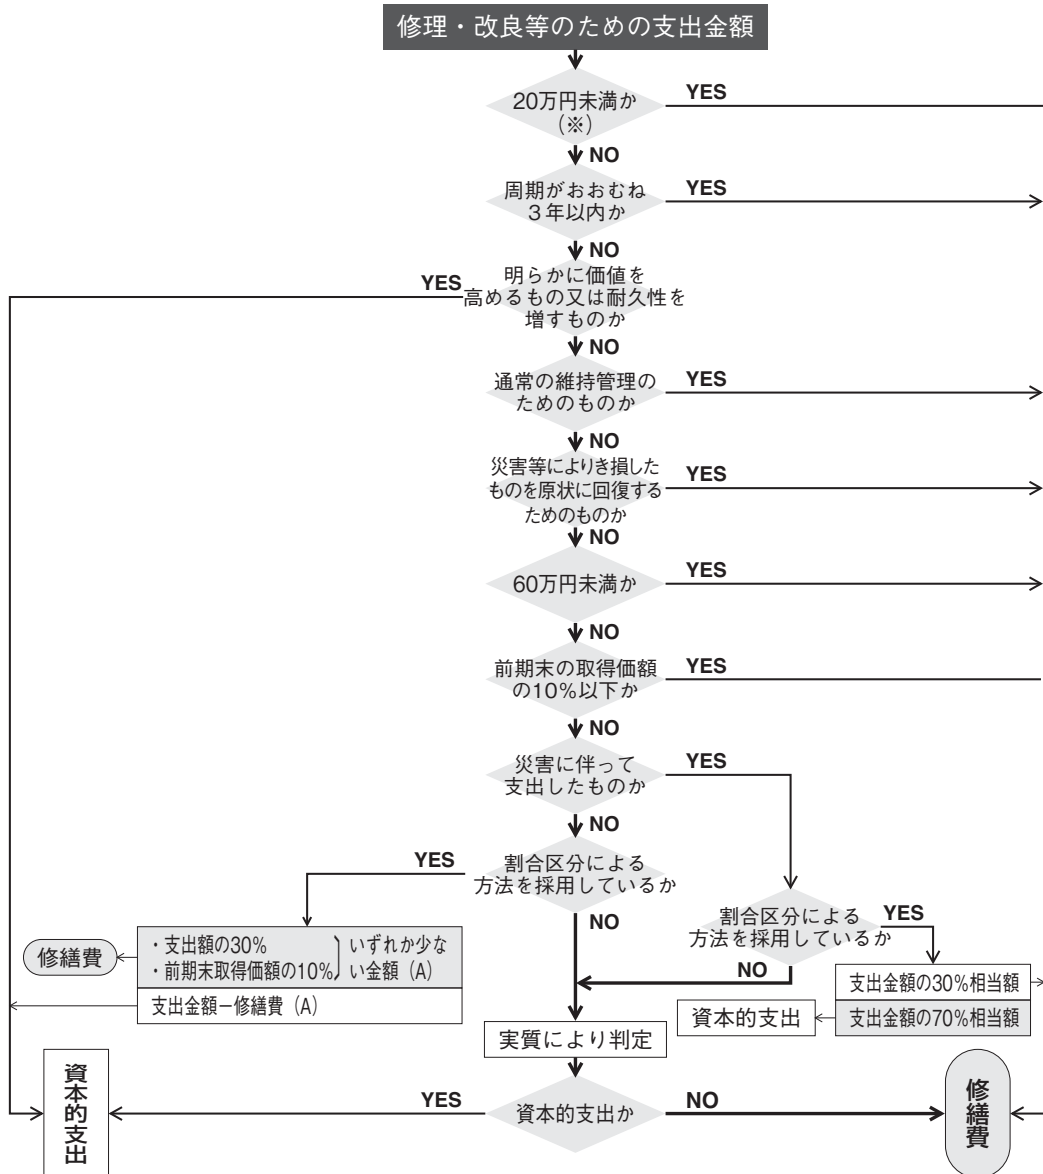 修理・改良等のための支出金額
20万円未満か
(※)
YES
NO
周期がおおむね
3年以内か
YES
NO
明らかに価値を
高めるもの又は耐久性を
増すものか
YES
NO
通常の維持管理の
ためのものか
YES
NO
災害等によりき損した
ものを原状に回復する
ためのものか
YES
NO
60万円未満か
YES
NO
前期末の取得価額
の10%以下か
YES
NO
災害に伴って
支出したものか
YES
NO
割合区分による
方法を採用しているか
YES
NO
割合区分による
方法を採用しているか
YES
NO
修繕費
・支出額の30%
・前期末取得価額の10%
いずれか少な
い金額(A)
支出金額−修繕費(A)
支出金額の30%相当額
支出金額の70%相当額
資本的支出
実質により判定
資本的支出か
YES
NO
資本的支出
修繕費